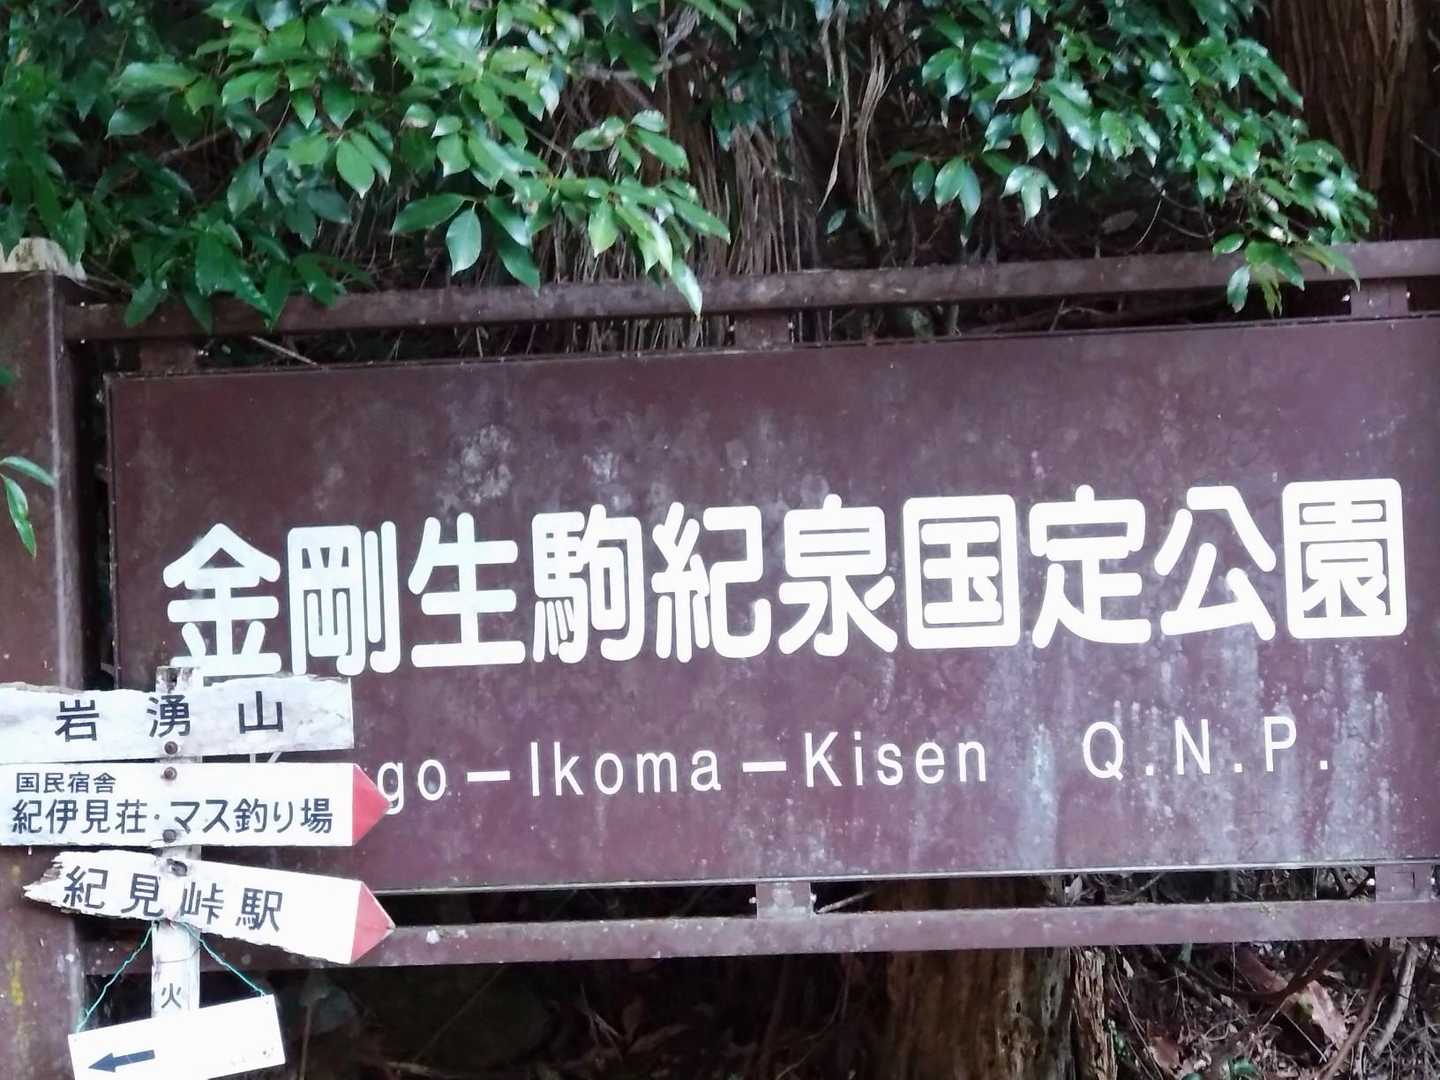 金剛生駒紀泉国定公園
go-Ikoma-Kisen Q.N.P.
岩湧山
国民宿舎
紀伊見荘・マス釣り場
紀見峠駅
火